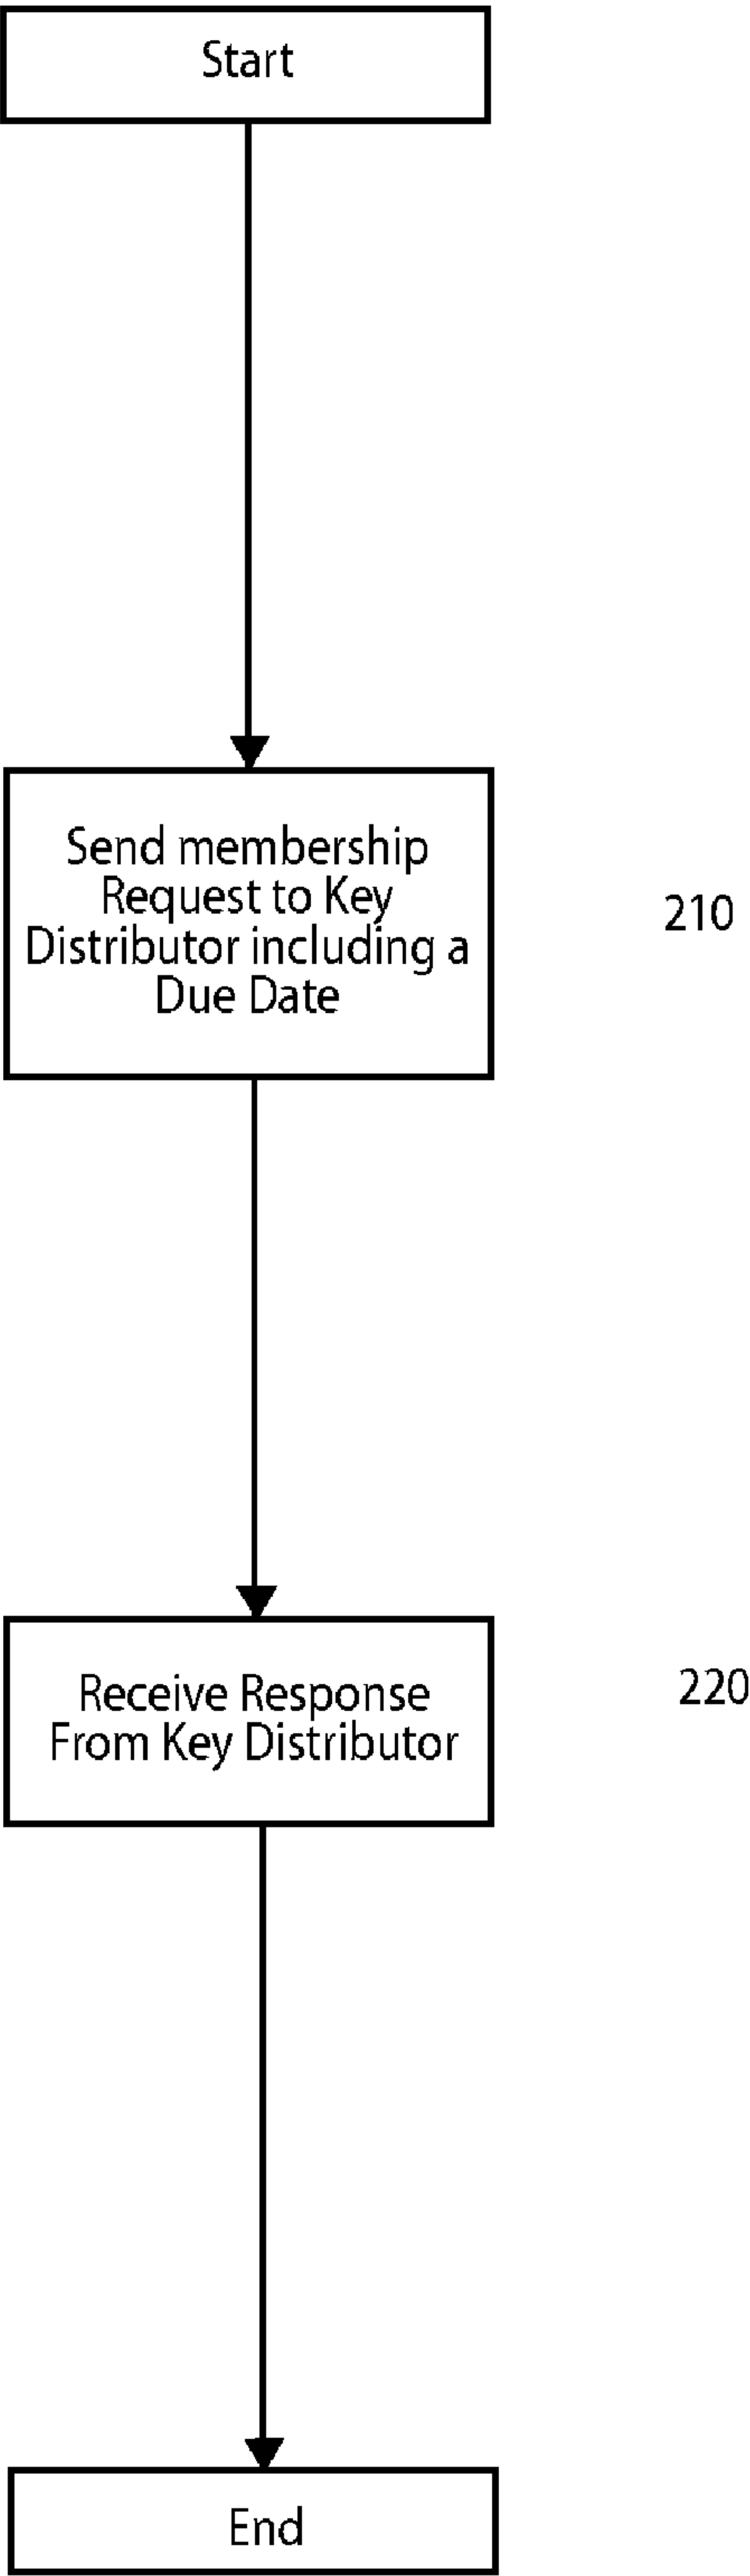 Start
Send membership
Request to Key
Distributor including a
Due Date
210
Receive Response
From Key Distributor
220
End